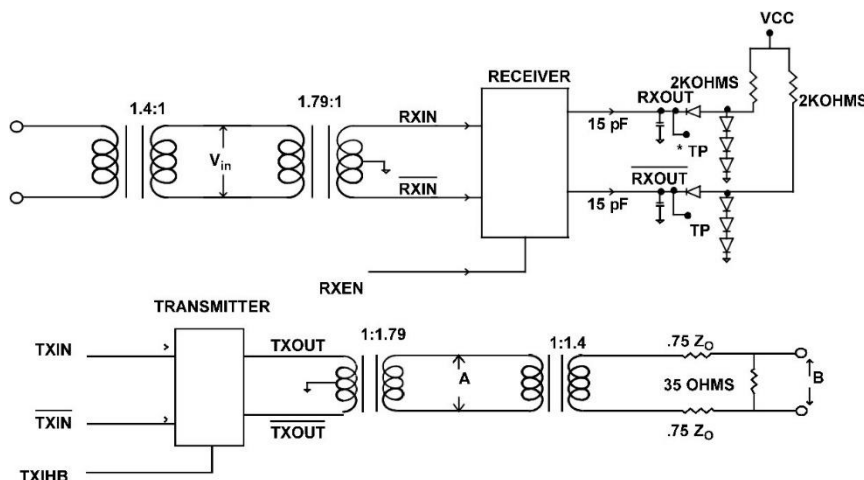 VCC
RECEIVER
2KOHMS
RXOUT
2KOHMS
1.4:1
1.79:1
RXIN
15 pF
* TP
Vin
RXIN
RXOUT
15 pF
TP
RXEN
TRANSMITTER
1:1.79
1:1.4
.75 ZO
TXIN
TXOUT
A
35 OHMS
B
TXIN
TXOUT
.75 ZO
TXIHB